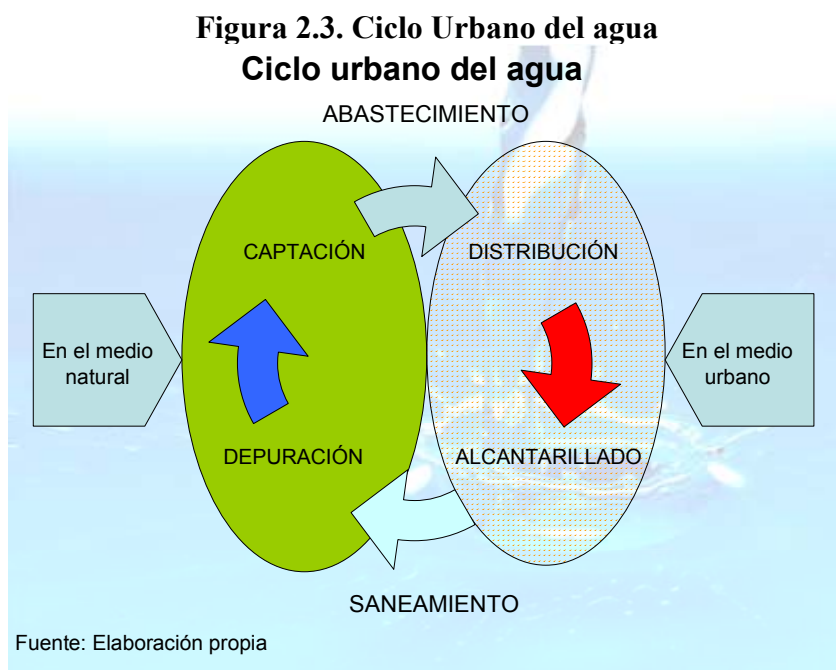 Figura 2.3. Ciclo Urbano del agua
Ciclo urbano del agua
ABASTECIMIENTO
CAPTACIÓN
DISTRIBUCIÓN
En el medio
natural
En el medio
urbano
DEPURACIÓN
ALCANTARILLADO
SANEAMIENTO
Fuente: Elaboración propia